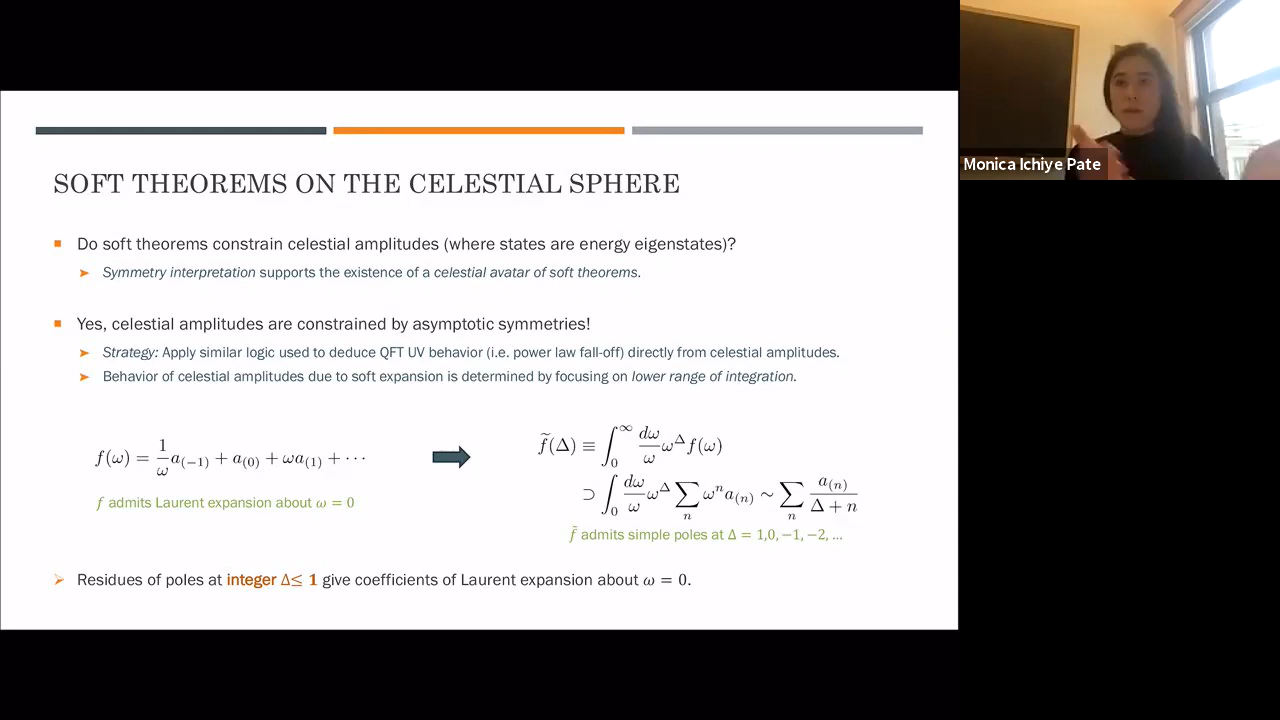 Monica Ichiye Pate
SOFT THEOREMS ON THE CELESTIAL SPHERE
Do soft theorems constrain celestial amplitudes (where states are energy eigenstates)?
Symmetry interpretation supports the existence of a celestial avatar of soft theorems.
Yes, celestial amplitudes are constrained by asymptotic symmetries!
Strategy: Apply similar logic used to deduce QFT UV behavior (i.e. power law fall-off) directly from celestial amplitudes.
Behavior of celestial amplitudes due to soft expansion is determined by focusing on lower range of integration.
f(ω) = 1/ω a_(−1) + a_(0) + ωa_(1) + ⋯
f admits Laurent expansion about ω = 0
f̃(Δ) ≡ ∫_0^∞ dω/ω ω^Δ f(ω)
⊃ ∫_0 dω/ω ω^Δ ∑_n ω^n a_(n) ∼ ∑_n a_(n)/(Δ + n)
f̃ admits simple poles at Δ = 1,0, −1, −2, …
Residues of poles at integer Δ≤ 1 give coefficients of Laurent expansion about ω = 0.